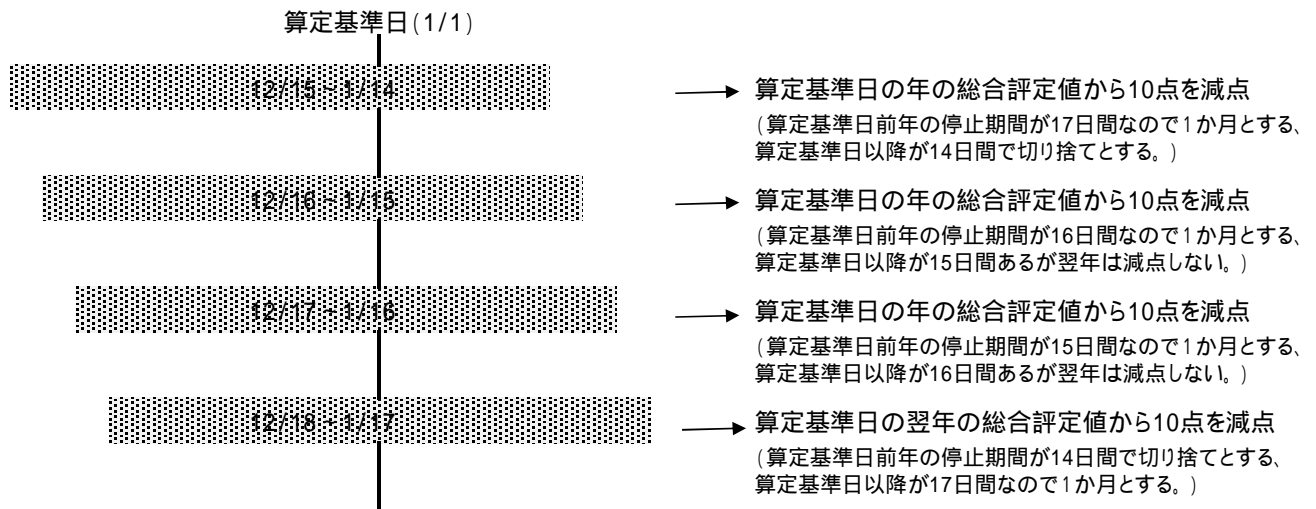 算定基準日(1/1)
12/15~1/14
算定基準日の年の総合評定値から10点を減点
(算定基準日前年の停止期間が17日間なので1か月とする、
算定基準日以降が14日間で切り捨てとする。)
12/16~1/15
算定基準日の年の総合評定値から10点を減点
(算定基準日前年の停止期間が16日間なので1か月とする、
算定基準日以降が15日間あるが翌年は減点しない。)
12/17~1/16
算定基準日の年の総合評定値から10点を減点
(算定基準日前年の停止期間が15日間なので1か月とする、
算定基準日以降が16日間あるが翌年は減点しない。)
12/18~1/17
算定基準日の翌年の総合評定値から10点を減点
(算定基準日前年の停止期間が14日間で切り捨てとする、
算定基準日以降が17日間なので1か月とする。)